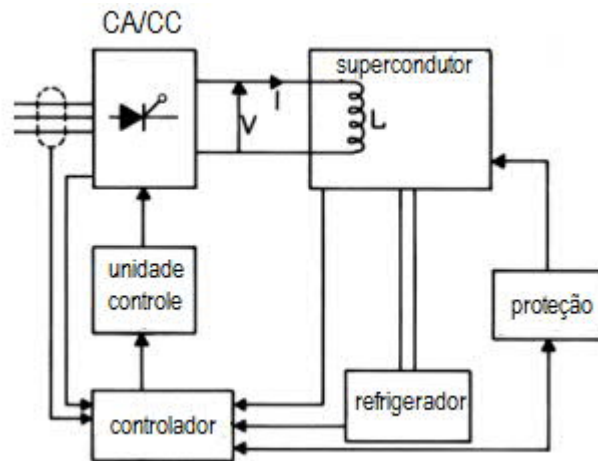 CA/CC
supercondutor
I
V
L
unidade
controle
proteção
refrigerador
controlador